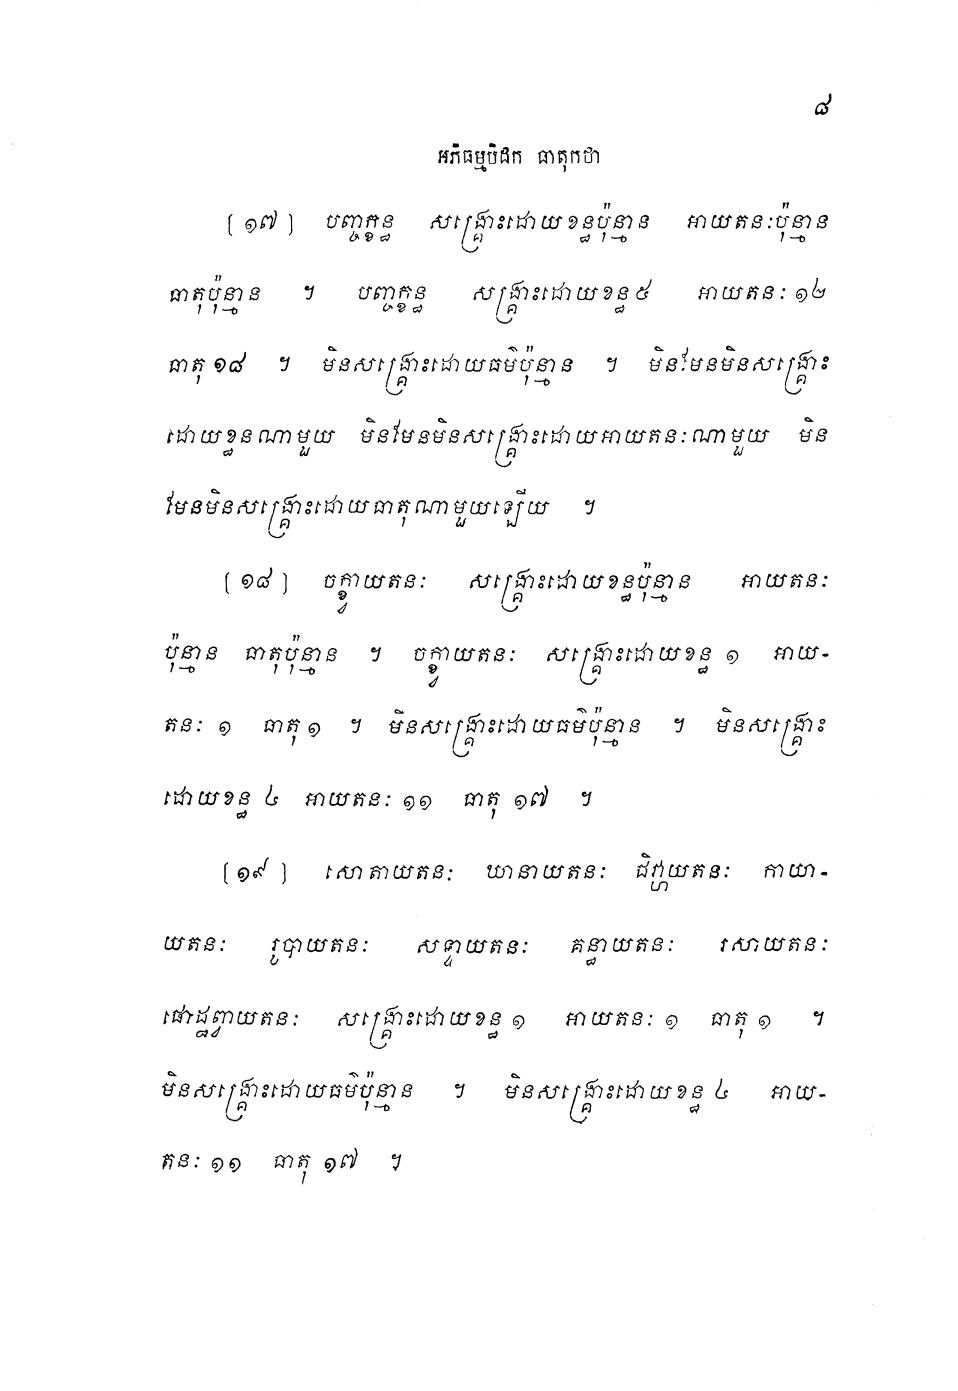 ៨
អភិធម្មបិដក ធាតុកថា
[១៧] បញ្ចក្ខន្ធ សង្គ្រោះដោយខន្ធប៉ុន្មាន អាយតនៈប៉ុន្មាន
ធាតុប៉ុន្មាន ។ បញ្ចក្ខន្ធ សង្គ្រោះដោយខន្ធ៥ អាយតនៈ១២
ធាតុ១៨ ។ មិនសង្គ្រោះដោយធម៌ប៉ុន្មាន ។ មិនមែនមិនសង្គ្រោះ
ដោយខន្ធណាមួយ មិនមែនមិនសង្គ្រោះដោយអាយតនៈណាមួយ មិន
មែនមិនសង្គ្រោះដោយធាតុណាមួយឡើយ ។
[១៨] ចក្ខ្វាយតនៈ សង្គ្រោះដោយខន្ធប៉ុន្មាន អាយតនៈ
ប៉ុន្មាន ធាតុប៉ុន្មាន ។ ចក្ខ្វាយតនៈ សង្គ្រោះដោយខន្ធ ១ អាយ-
តនៈ ១ ធាតុ ១ ។ មិនសង្គ្រោះដោយធម៌ប៉ុន្មាន ។ មិនសង្គ្រោះ
ដោយខន្ធ ៤ អាយតនៈ ១១ ធាតុ ១៧ ។
[១៩] សោតាយតនៈ ឃានាយតនៈ ជិវ្ហាយតនៈ កាយា-
យតនៈ រូបាយតនៈ សទ្ទាយតនៈ គន្ធាយតនៈ រសាយតនៈ
ផោដ្ឋព្វាយតនៈ សង្គ្រោះដោយខន្ធ ១ អាយតនៈ ១ ធាតុ ១ ។
មិនសង្គ្រោះដោយធម៌ប៉ុន្មាន ។ មិនសង្គ្រោះដោយខន្ធ ៤ អាយ-
តនៈ ១១ ធាតុ ១៧ ។